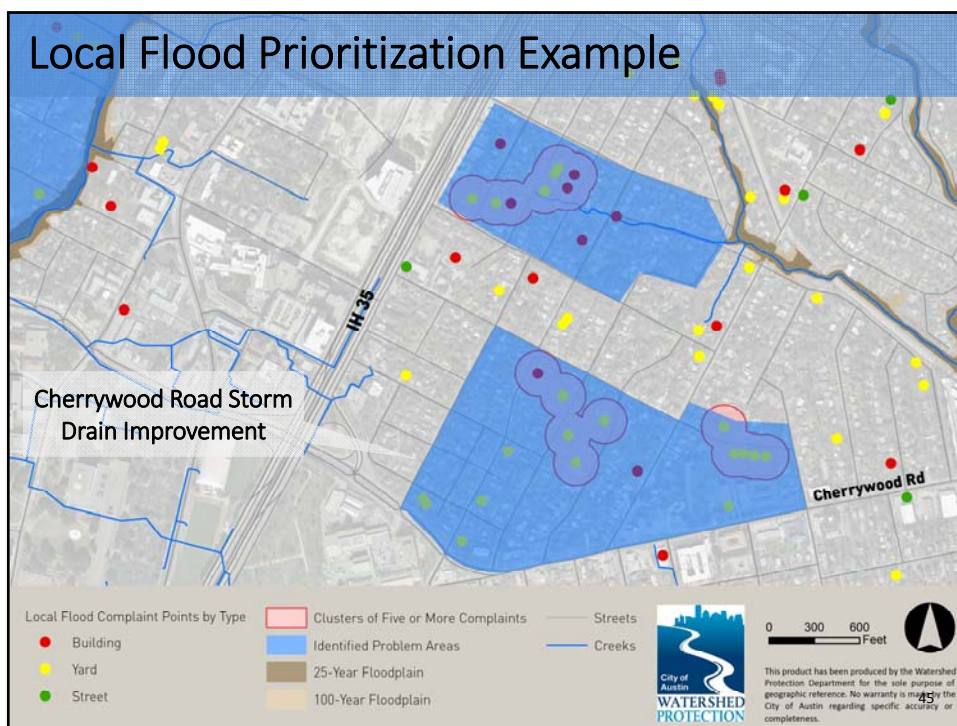 Local Flood Prioritization Example
IH 35
Cherrywood Road Storm
Drain Improvement
Cherrywood Rd
Local Flood Complaint Points by Type
Building
Yard
Street
Clusters of Five or More Complaints
Identified Problem Areas
25-Year Floodplain
100-Year Floodplain
Streets
Creeks
City of
Austin
WATERSHED
PROTECTION
0 300 600
Feet
This product has been produced by the Watershed
Protection Department for the sole purpose of
geographic reference. No warranty is made by the
City of Austin regarding specific accuracy or
completeness.
45